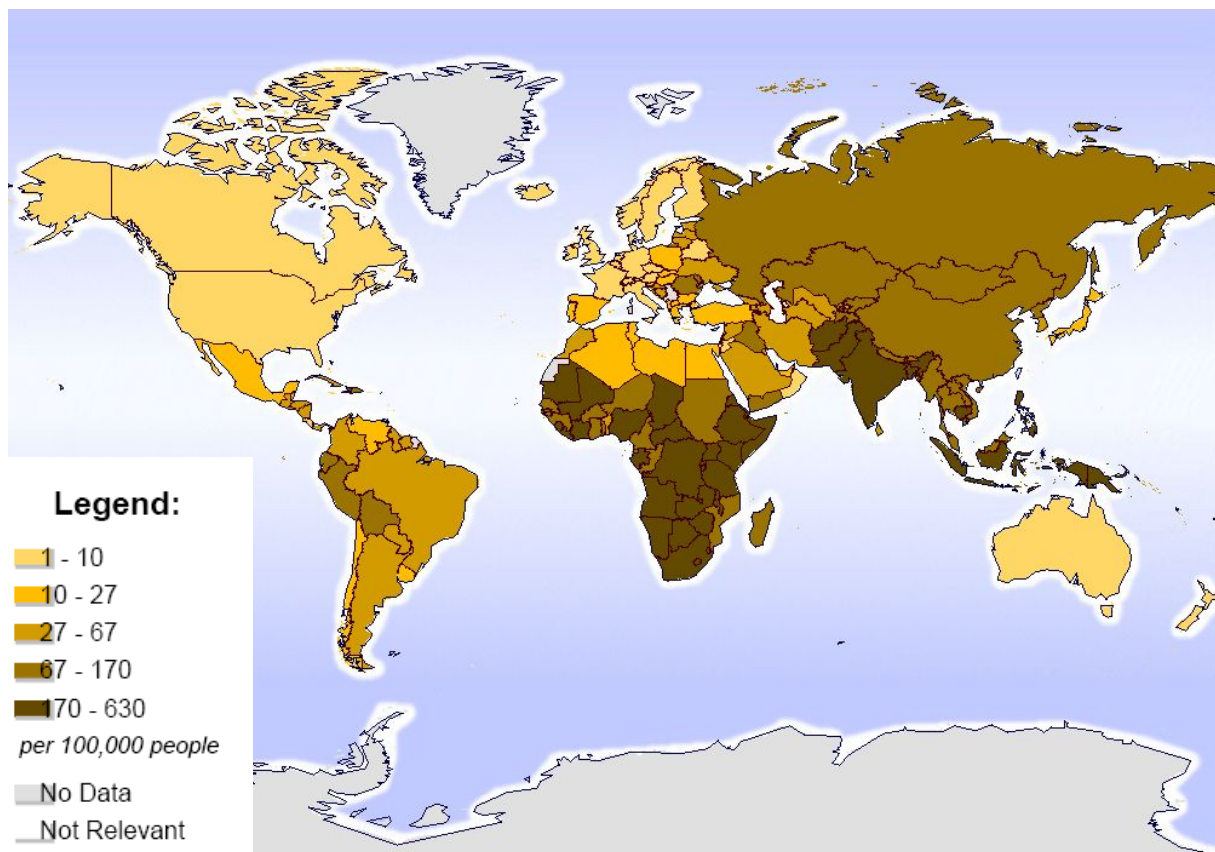 Legend:
1 - 10
10 - 27
27 - 67
67 - 170
170 - 630
per 100,000 people
No Data
Not Relevant